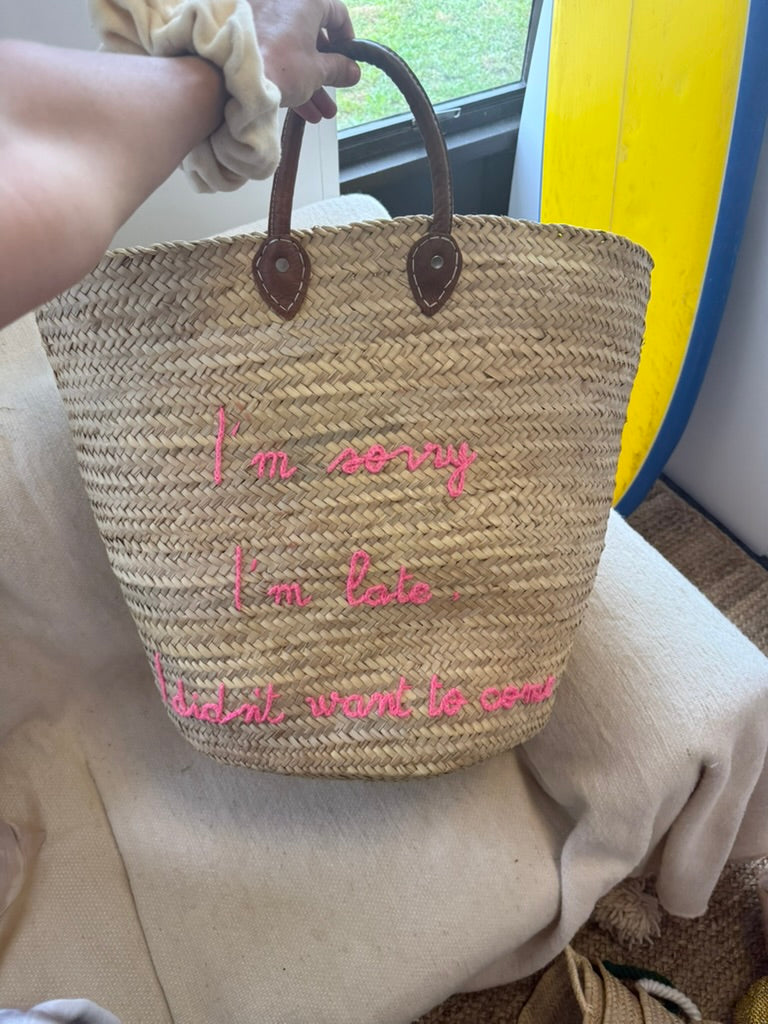 I'm sorry
I'm late.
I didn't want to come